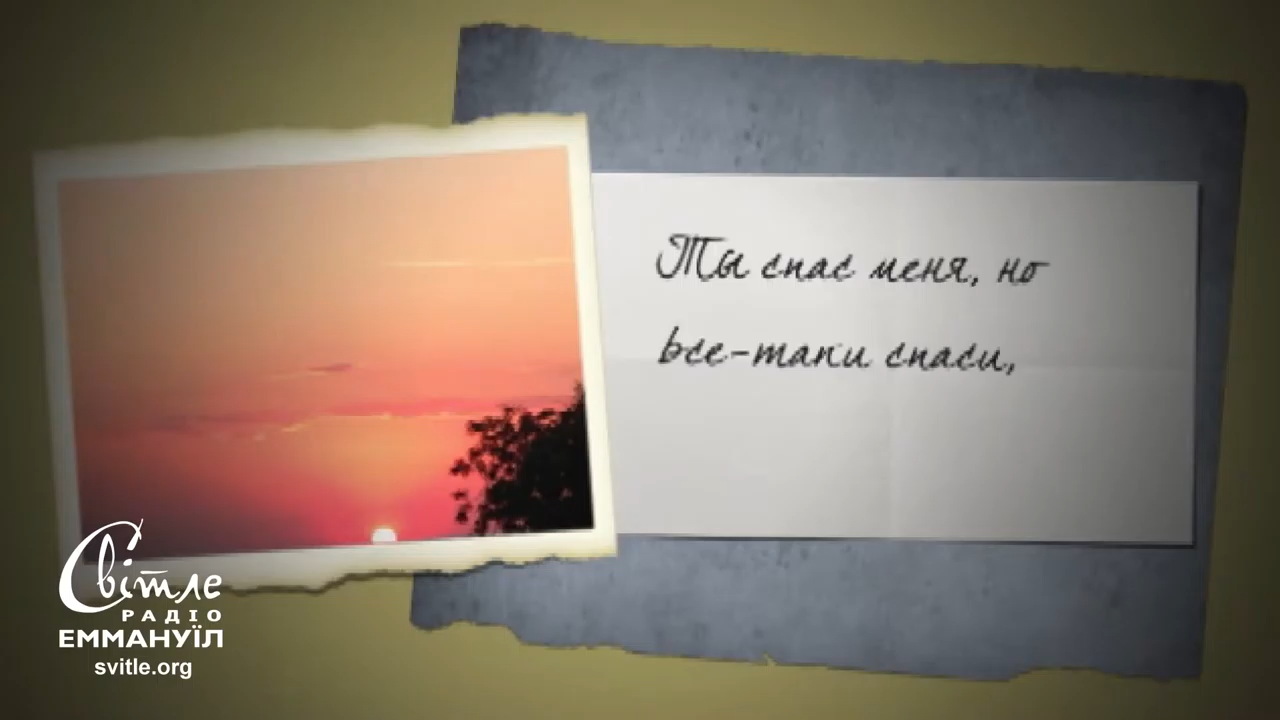 Ты спас меня, но
все-таки спаси,
Світле
РАДІО
ЕММАНУЇЛ
svitle.org